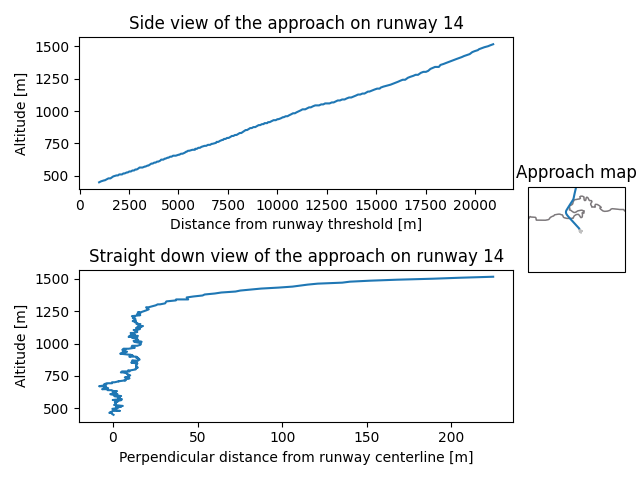 Side view of the approach on runway 14
Altitude [m]
1500
1250
1000
750
500
0 2500 5000 7500 10000 12500 15000 17500 20000
Distance from runway threshold [m]
Approach map
Straight down view of the approach on runway 14
Altitude [m]
1500
1250
1000
750
500
0 50 100 150 200
Perpendicular distance from runway centerline [m]